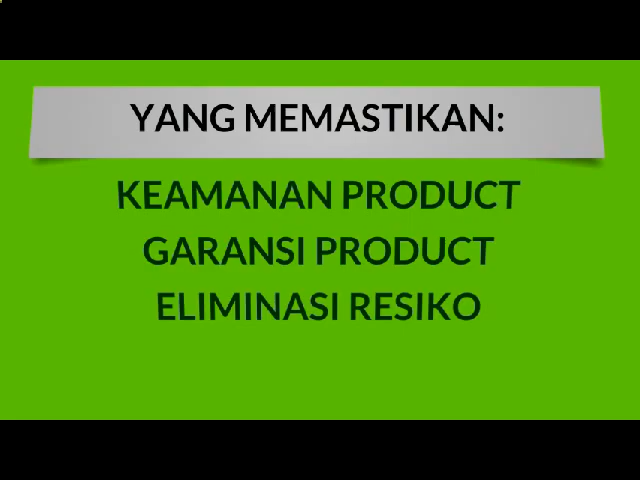 YANG MEMASTIKAN:
KEAMANAN PRODUCT
GARANSI PRODUCT
ELIMINASI RESIKO